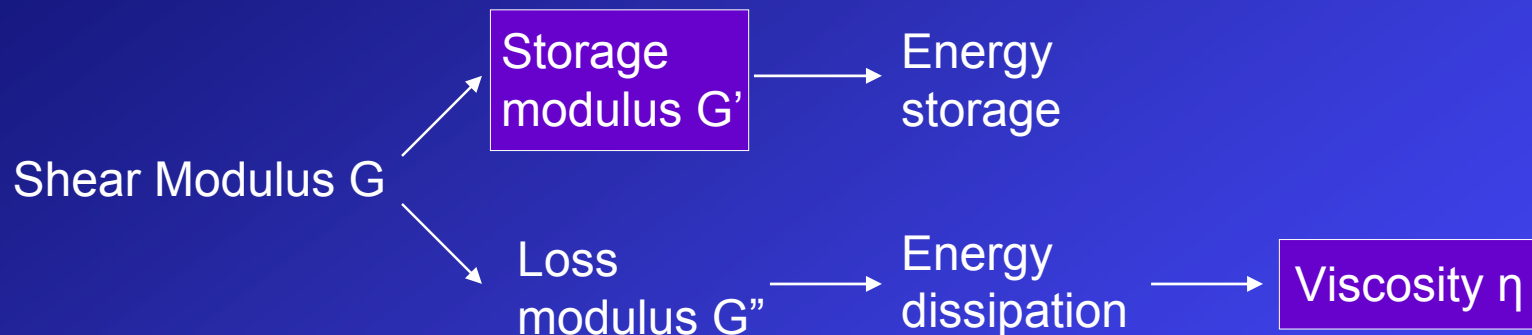 Storage
modulus G’
Energy
storage
Shear Modulus G
Loss
modulus G”
Energy
dissipation
Viscosity η